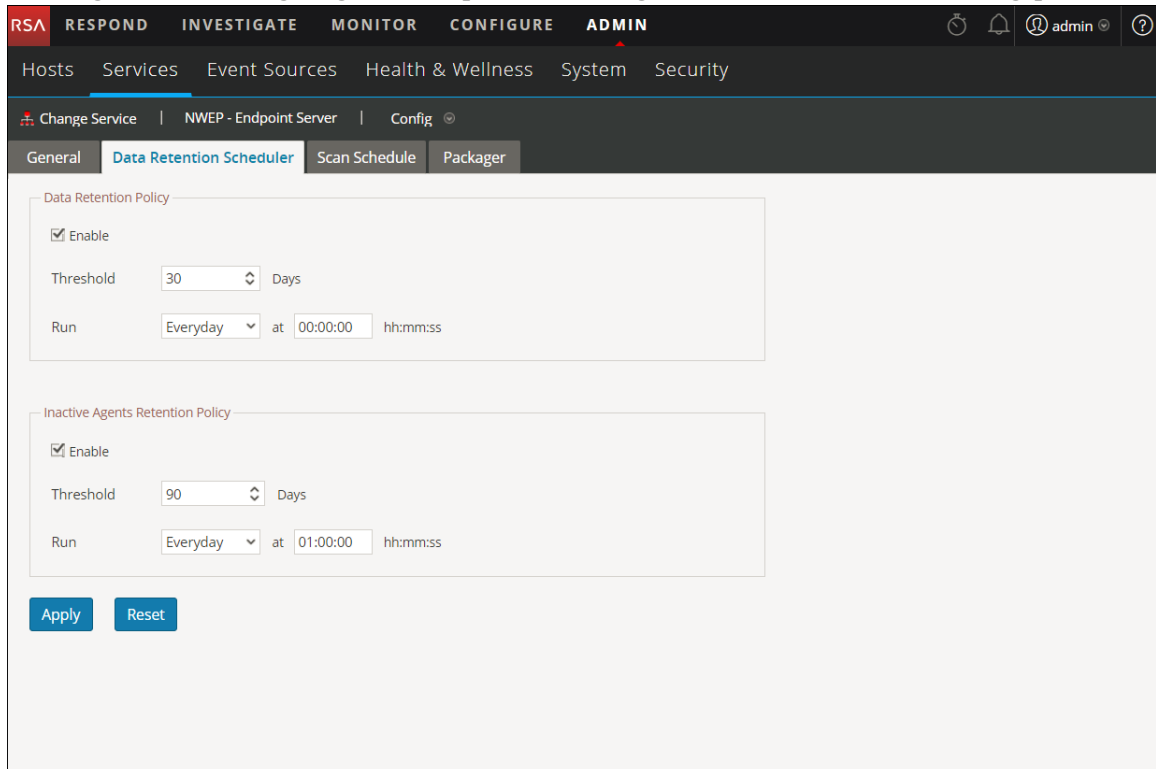 RSA RESPOND INVESTIGATE MONITOR CONFIGURE ADMIN admin ?
Hosts Services Event Sources Health & Wellness System Security
Change Service | NWEP - Endpoint Server | Config
General Data Retention Scheduler Scan Schedule Packager
Data Retention Policy
Enable
Threshold 30 Days
Run Everyday at 00:00:00 hh:mm:ss
Inactive Agents Retention Policy
Enable
Threshold 90 Days
Run Everyday at 01:00:00 hh:mm:ss
Apply Reset